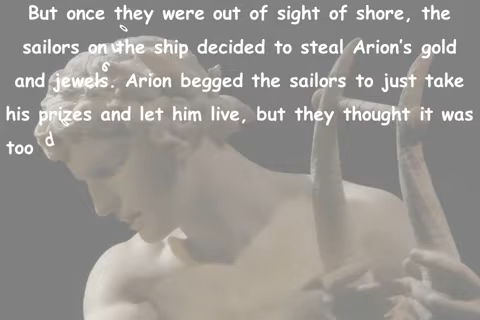 But once they were out of sight of shore, the
sailors on the ship decided to steal Arion's gold
and jewels. Arion begged the sailors to just take
his prizes and let him live, but they thought it was
too